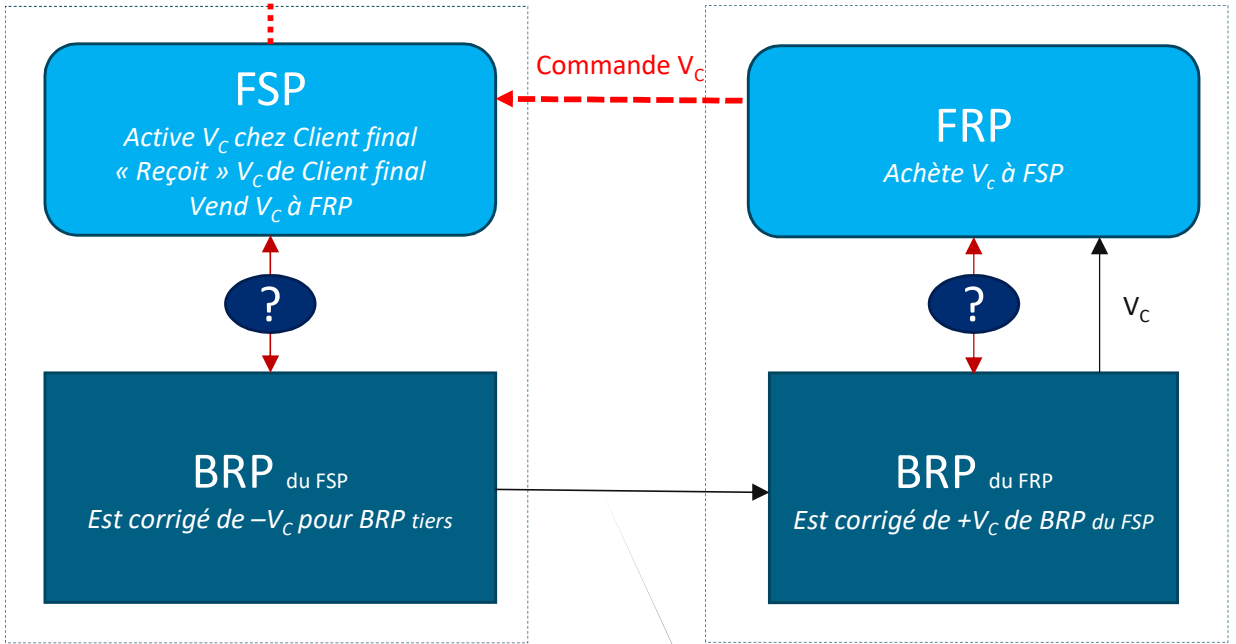 Commande VC
FSP
Active VC chez Client final
« Reçoit » VC de Client final
Vend VC à FRP
FRP
Achète Vc à FSP
?
?
VC
BRP du FSP
Est corrigé de –VC pour BRP tiers
BRP du FRP
Est corrigé de +VC de BRP du FSP